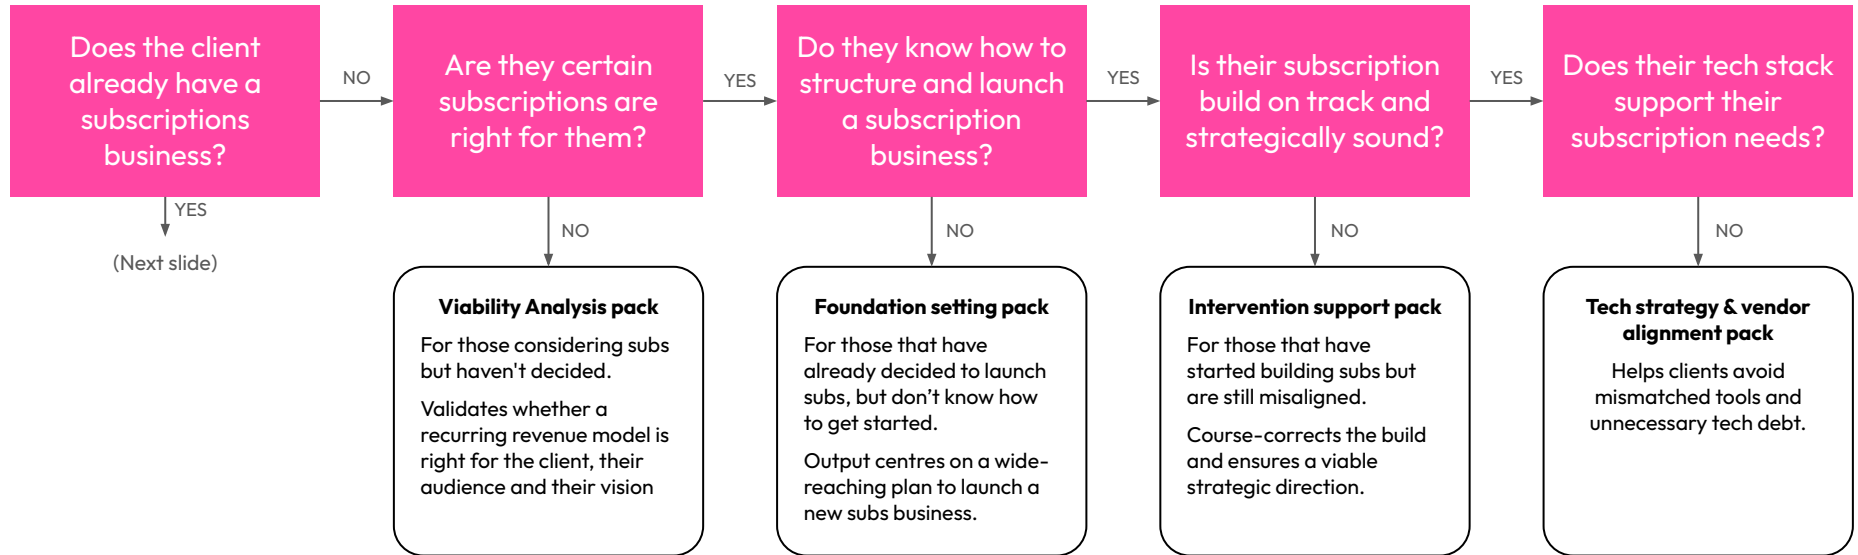 Does the client
already have a
subscriptions
business?
NO
Are they certain
subscriptions are
right for them?
YES
Do they know how to
structure and launch
a subscription
business?
YES
Is their subscription
build on track and
strategically sound?
YES
Does their tech stack
support their
subscription needs?
YES
(Next slide)
NO
NO
NO
NO
Viability Analysis pack
For those considering subs
but haven't decided.
Validates whether a
recurring revenue model is
right for the client, their
audience and their vision
Foundation setting pack
For those that have
already decided to launch
subs, but don’t know how
to get started.
Output centres on a wide-
reaching plan to launch a
new subs business.
Intervention support pack
For those that have
started building subs but
are still misaligned.
Course-corrects the build
and ensures a viable
strategic direction.
Tech strategy & vendor
alignment pack
Helps clients avoid
mismatched tools and
unnecessary tech debt.